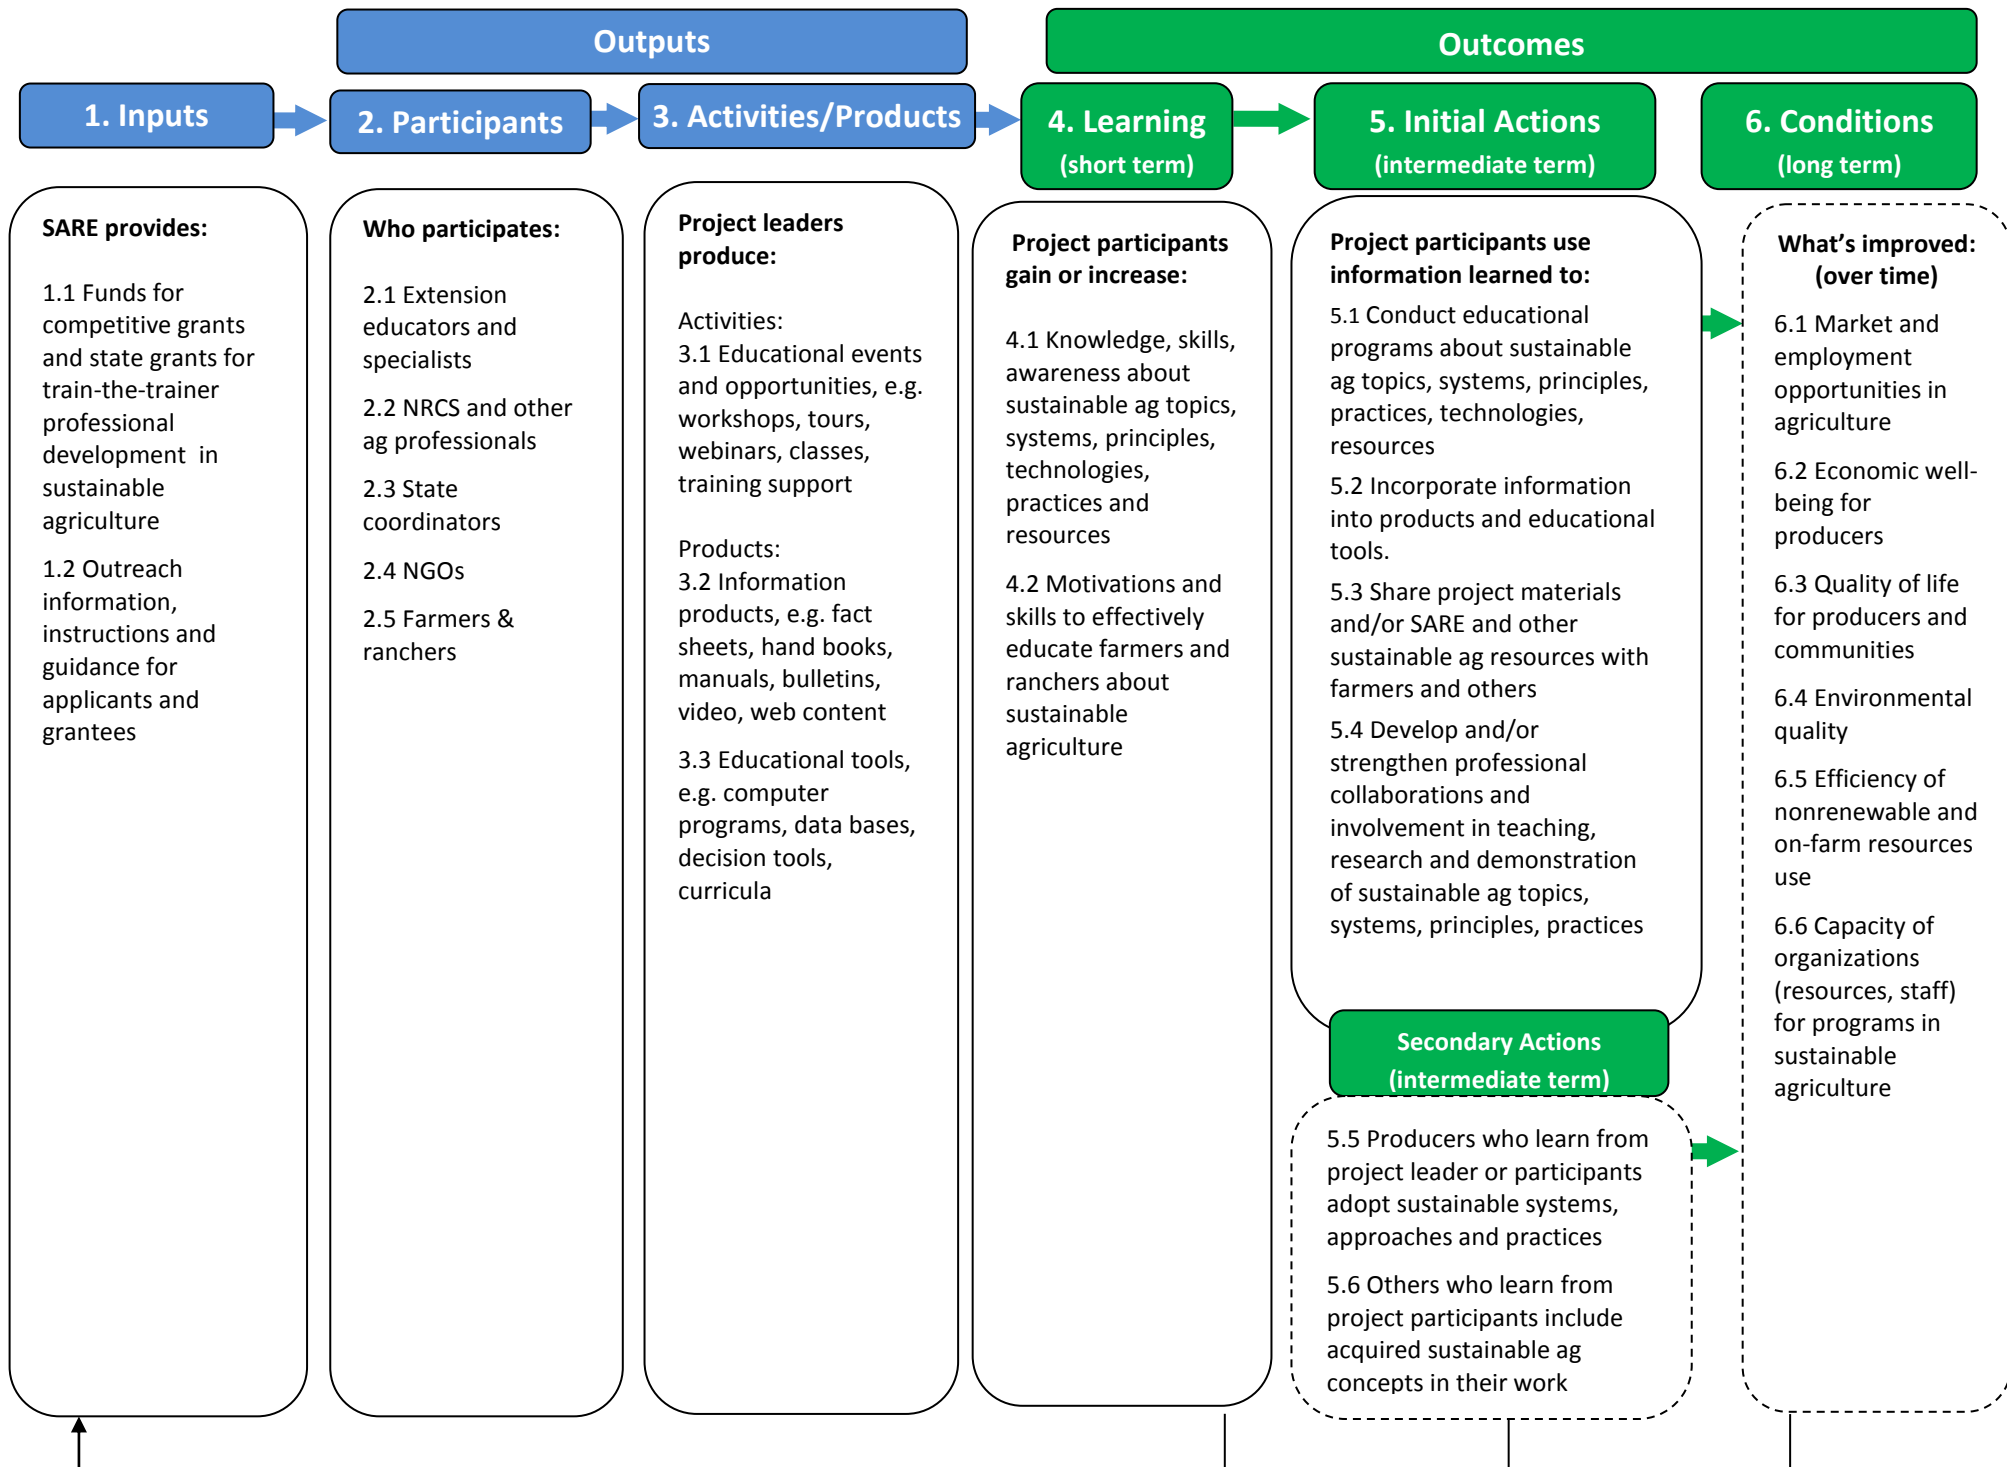 Outputs
Outcomes
1. Inputs
2. Participants
3. Activities/Products
4. Learning
(short term)
5. Initial Actions
(intermediate term)
6. Conditions
(long term)
SARE provides:
1.1 Funds for
competitive grants
and state grants for
train-the-trainer
professional
development in
sustainable
agriculture
1.2 Outreach
information,
instructions and
guidance for
applicants and
grantees
Who participates:
2.1 Extension
educators and
specialists
2.2 NRCS and other
ag professionals
2.3 State
coordinators
2.4 NGOs
2.5 Farmers &
ranchers
Project leaders
produce:
Activities:
3.1 Educational events
and opportunities, e.g.
workshops, tours,
webinars, classes,
training support
Products:
3.2 Information
products, e.g. fact
sheets, hand books,
manuals, bulletins,
video, web content
3.3 Educational tools,
e.g. computer
programs, data bases,
decision tools,
curricula
Project participants
gain or increase:
4.1 Knowledge, skills,
awareness about
sustainable ag topics,
systems, principles,
technologies,
practices and
resources
4.2 Motivations and
skills to effectively
educate farmers and
ranchers about
sustainable
agriculture
Project participants use
information learned to:
5.1 Conduct educational
programs about sustainable
ag topics, systems, principles,
practices, technologies,
resources
5.2 Incorporate information
into products and educational
tools.
5.3 Share project materials
and/or SARE and other
sustainable ag resources with
farmers and others
5.4 Develop and/or
strengthen professional
collaborations and
involvement in teaching,
research and demonstration
of sustainable ag topics,
systems, principles, practices
Secondary Actions
(intermediate term)
5.5 Producers who learn from
project leader or participants
adopt sustainable systems,
approaches and practices
5.6 Others who learn from
project participants include
acquired sustainable ag
concepts in their work
What's improved:
(over time)
6.1 Market and
employment
opportunities in
agriculture
6.2 Economic well-
being for
producers
6.3 Quality of life
for producers and
communities
6.4 Environmental
quality
6.5 Efficiency of
nonrenewable and
on-farm resources
use
6.6 Capacity of
organizations
(resources, staff)
for programs in
sustainable
agriculture